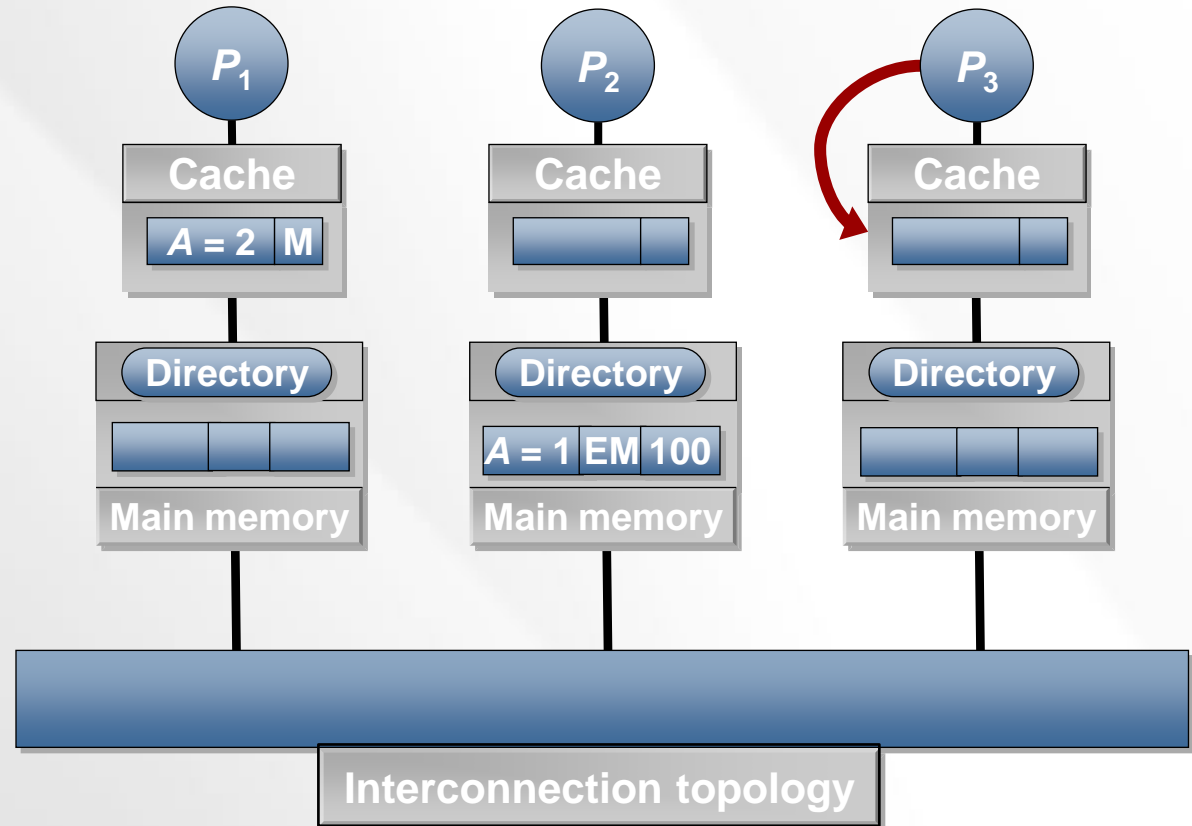 P1
P2
P3
Cache
Cache
Cache
A = 2 M
Directory
Directory
Directory
A = 1 EM 100
Main memory
Main memory
Main memory
Interconnection topology